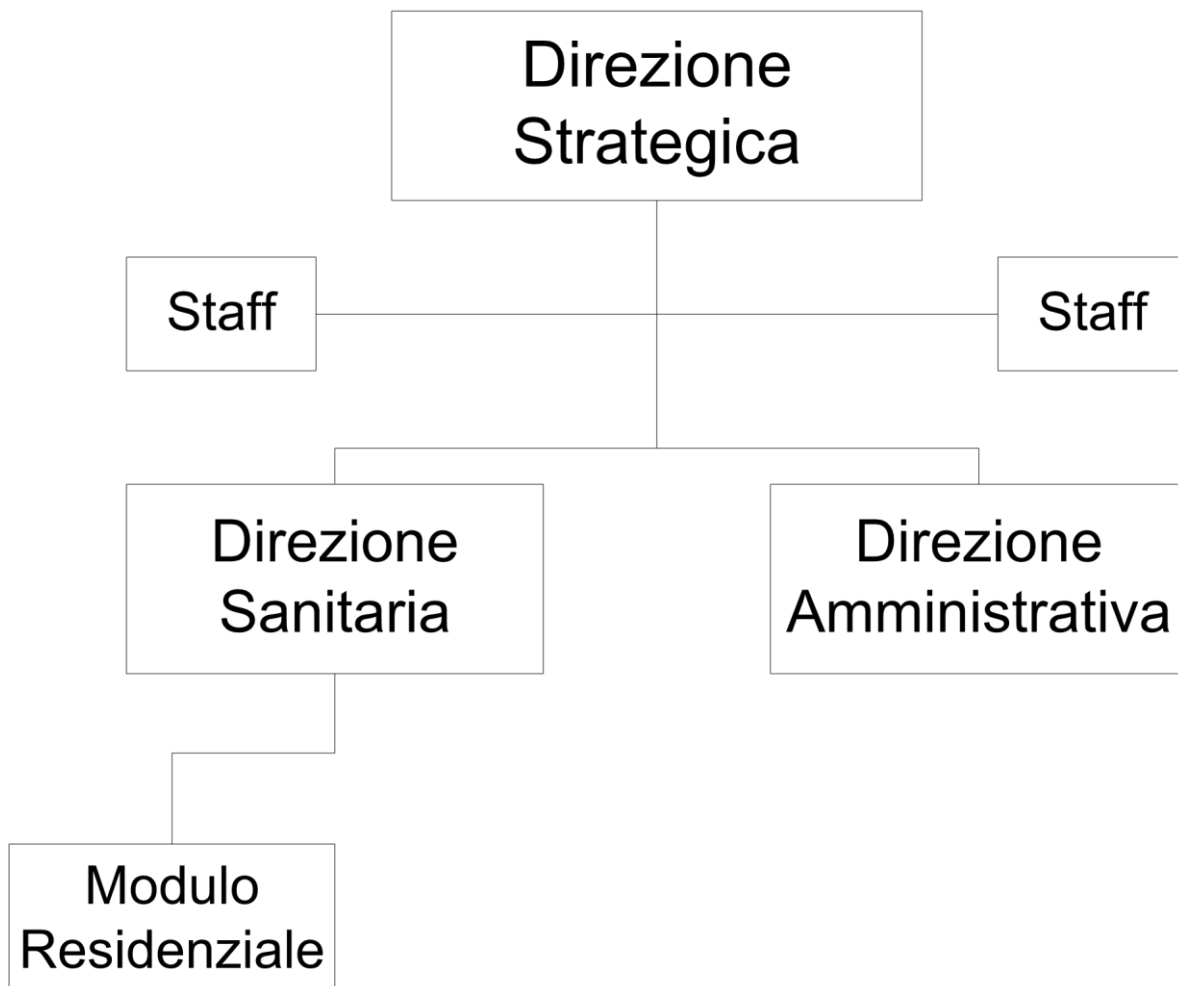 Direzione
Strategica
Staff
Staff
Direzione
Sanitaria
Direzione
Amministrativa
Modulo
Residenziale